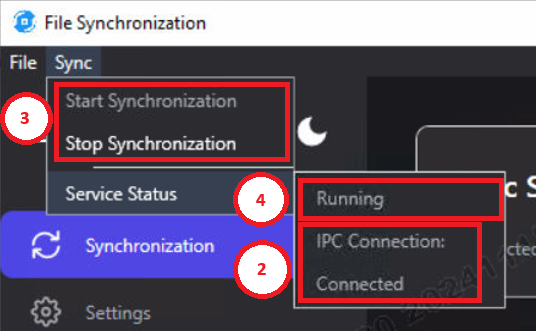 File Synchronization
File Sync
Start Synchronization
3
Stop Synchronization
Service Status
4
Running
Synchronization
IPC Connection:
2
Connected
Settings